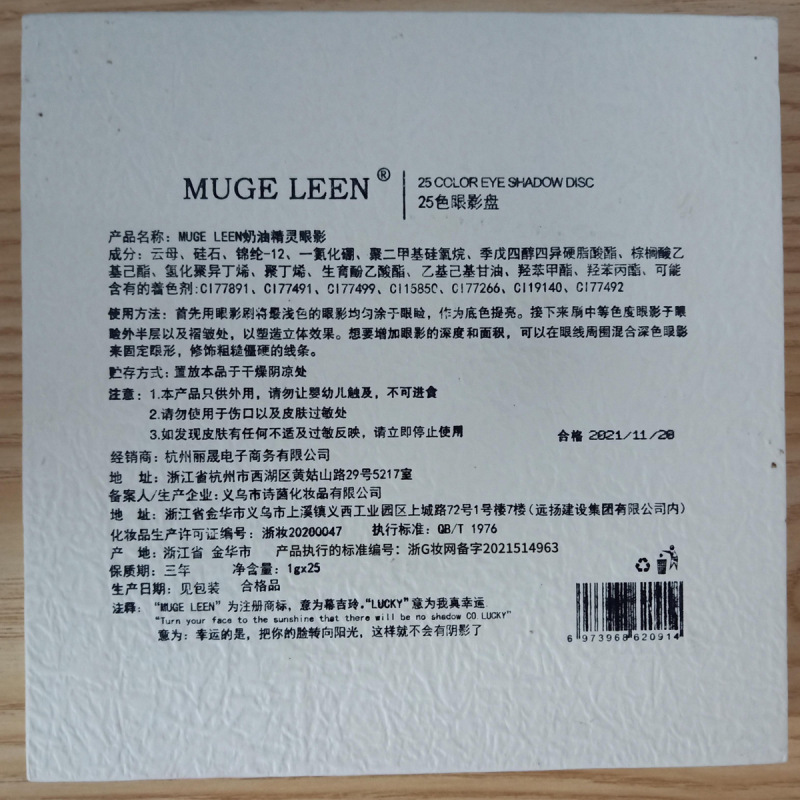 MUGE LEEN®
25 COLOR EYE SHADOW DISC
25色眼影盘
产品名称: MUGE LEEN奶油精灵眼影
成分: 云母、硅石、锦纶-12、一氮化硼、聚二甲基硅氧烷、季戊四醇四异硬脂酸酯、棕榈酸乙
基己酯、氢化聚异丁烯、聚丁烯、生育酚乙酸酯、乙基己基甘油、羟苯甲酯、羟苯丙酯、可能
含有的着色剂:CI77891、CI77491、CI77499、CI15850、CI77266、CI19140、CI77492
使用方法: 首先用眼影刷将最浅色的眼影均匀涂于眼睑，作为底色提亮。接下来刷中等色度眼影于眼
睑外半层以及褶皱处，以塑造立体效果。想要增加眼影的深度和面积，可以在眼线周围混合深色眼影
来固定眼形，修饰粗糙僵硬的线条。
贮存方式: 置放本品于干燥阴凉处
注意: 1.本产品只供外用，请勿让婴幼儿触及，不可进食
2.请勿使用于伤口以及皮肤过敏处
3.如发现皮肤有任何不适及过敏反映，请立即停止使用
合格 2021/11/20
经销商: 杭州丽晟电子商务有限公司
地 址: 浙江省杭州市西湖区黄姑山路29号5217室
备案人/生产企业: 义乌市诗茵化妆品有限公司
地 址: 浙江省金华市义乌市上溪镇义西工业园区上城路72号1号楼7楼(远扬建设集团有限公司内)
化妆品生产许可证编号: 浙妆20200047 执行标准: QB/T 1976
产 地: 浙江省 金华市 产品执行的标准编号: 浙G妆网备字2021514963
保质期: 三年 净含量: 1gx25
生产日期: 见包装 合格品
注释: "MUGE LEEN" 为注册商标，意为幕吉玲."LUCKY"意为我真幸运
"Turn your face to the sunshine that there will be no shadow CO.LUCKY"
意为: 幸运的是，把你的脸转向阳光，这样就不会有阴影了
6 973968 620914